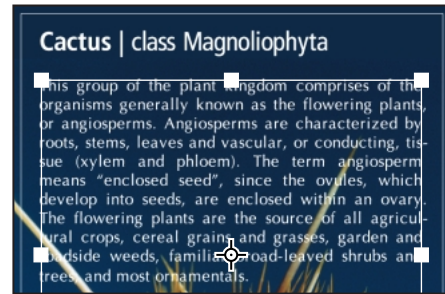 Cactus | class Magnoliophyta
This group of the plant kingdom comprises of the
organisms generally known as the flowering plants,
or angiosperms. Angiosperms are characterized by
roots, stems, leaves and vascular, or conducting, tis-
sue (xylem and phloem). The term angiosperm
means “enclosed seed”, since the ovules, which
develop into seeds, are enclosed within an ovary.
The flowering plants are the source of all agricul-
tural crops, cereal grains and grasses, garden and
roadside weeds, familiar broad-leaved shrubs and
trees, and most ornamentals.